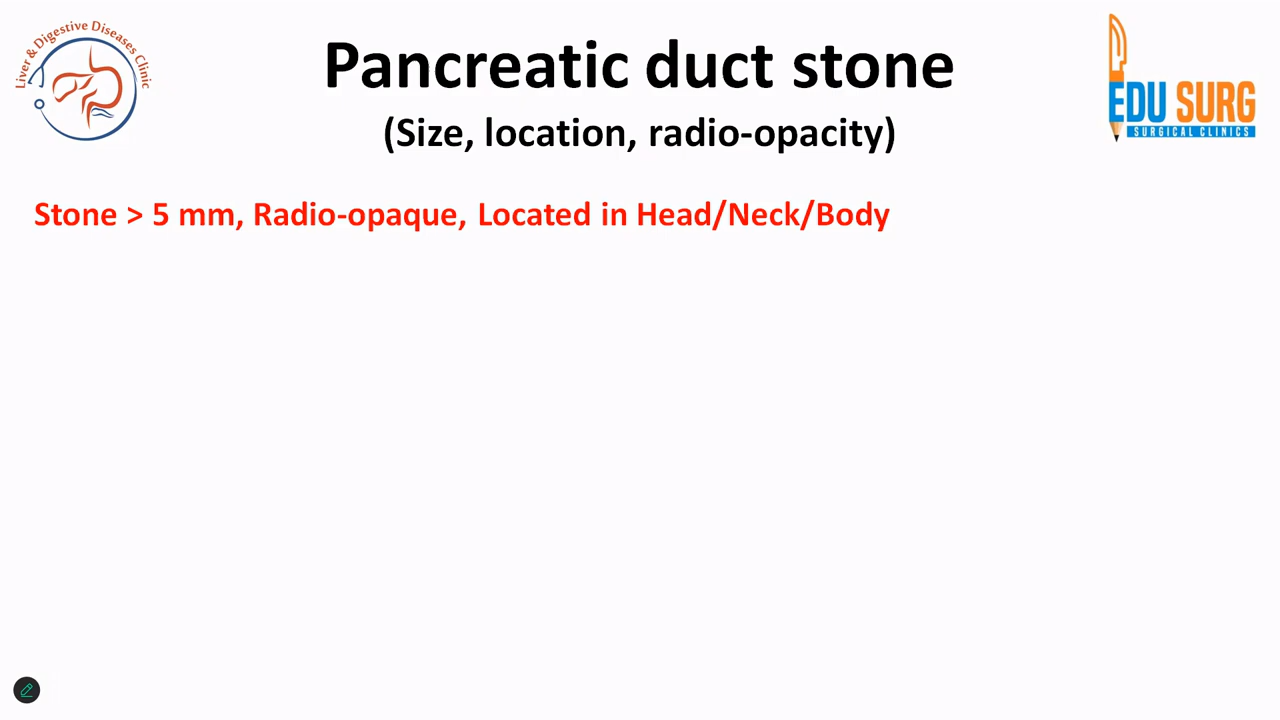 Liver & Digestive Diseases Clinic
Pancreatic duct stone
(Size, location, radio-opacity)
EDU SURG
SURGICAL CLINICS
Stone > 5 mm, Radio-opaque, Located in Head/Neck/Body